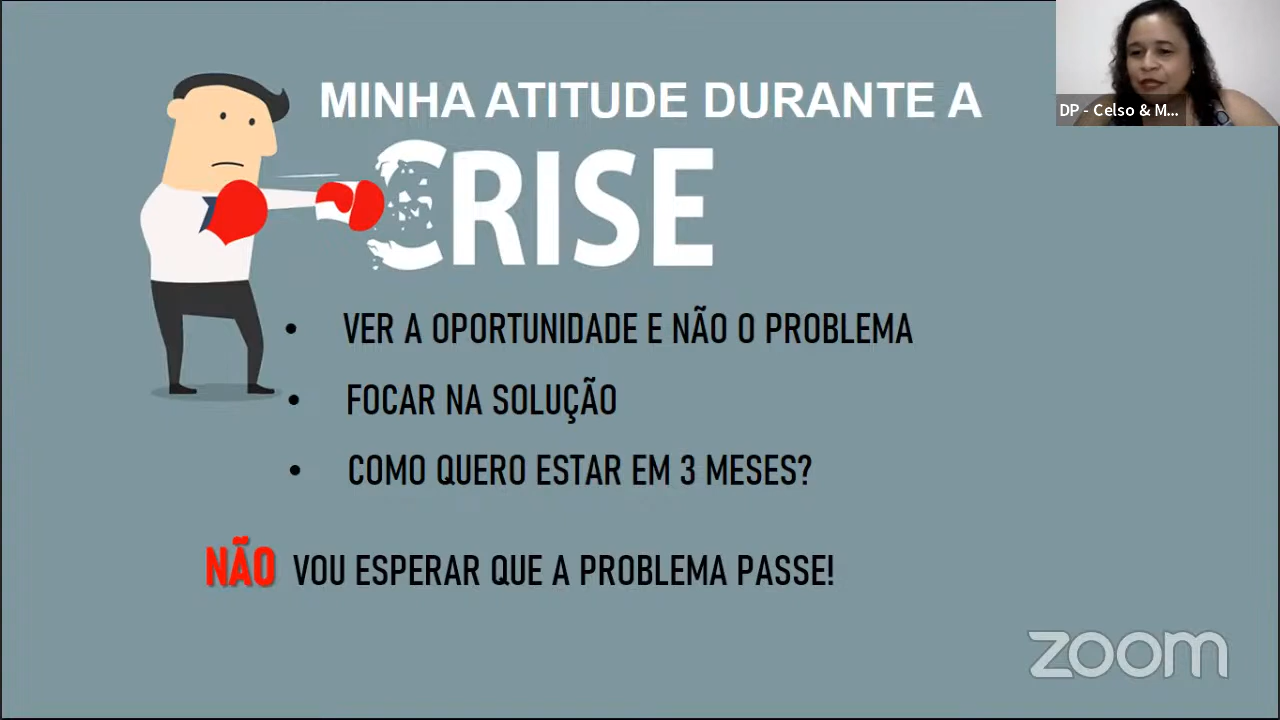 MINHA ATITUDE DURANTE A
CRISE
• VER A OPORTUNIDADE E NÃO O PROBLEMA
• FOCAR NA SOLUÇÃO
• COMO QUERO ESTAR EM 3 MESES?
NÃO VOU ESPERAR QUE A PROBLEMA PASSE!
DP - Celso & M...
zoom